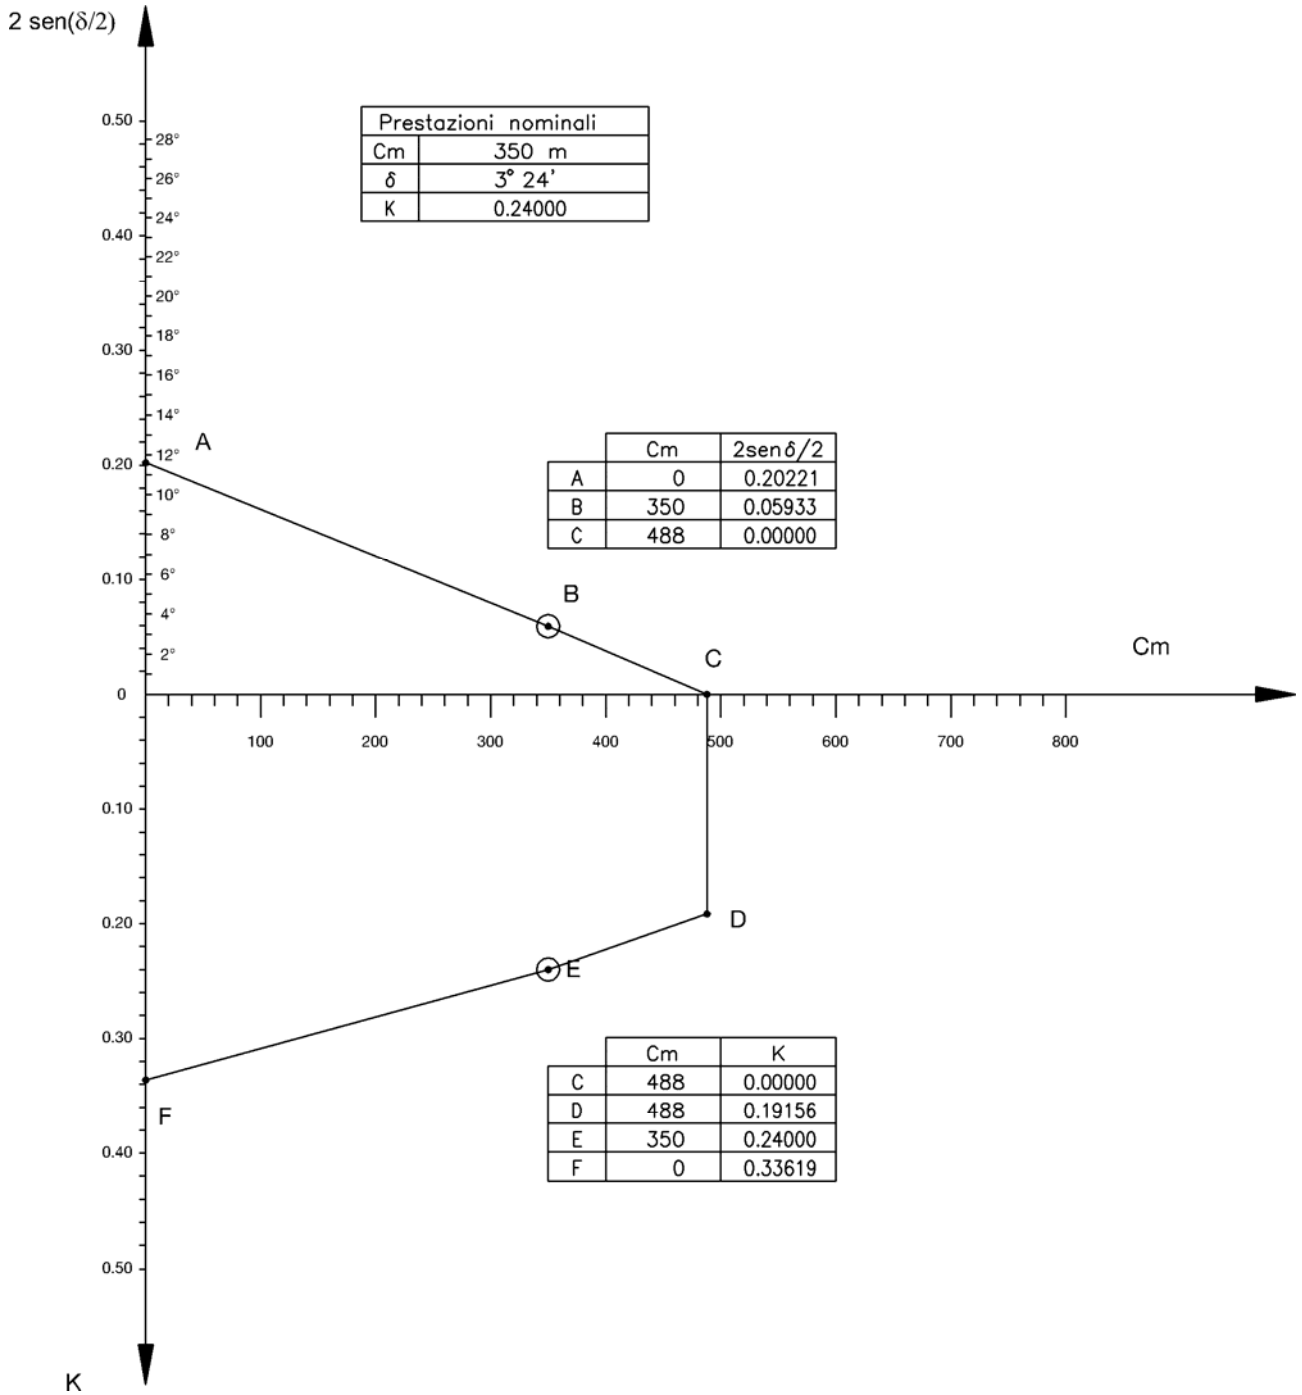 2 sen(δ/2)
0.50
28°
26°
24°
0.40
22°
20°
18°
0.30
16°
14°
12°
0.20
10°
8°
6°
0.10
4°
2°
0
Prestazioni nominali
Cm 350 m
δ 3° 24'
K 0.24000
A
Cm 2senδ/2
A 0 0.20221
B 350 0.05933
C 488 0.00000
B
C
Cm
100 200 300 400 500 600 700 800
0.10
0.20
D
E
0.30
F
0.40
0.50
Cm K
C 488 0.00000
D 488 0.19156
E 350 0.24000
F 0 0.33619
K